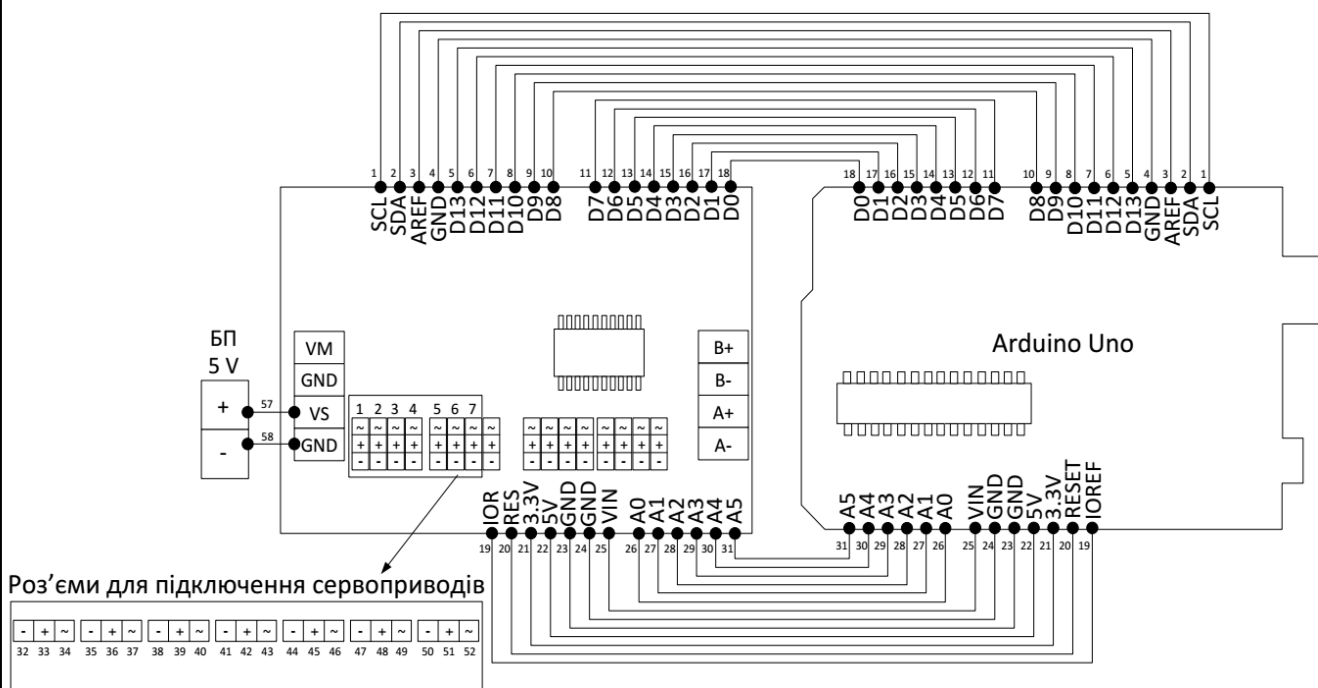 1 2 3 4 5 6 7 8 9 10 11 12 13 14 15 16 17 18
SCL SDA AREF GND D13 D12 D11 D10 D9 D8 D7 D6 D5 D4 D3 D2 D1 D0
18 17 16 15 14 13 12 11 10 9 8 7 6 5 4 3 2 1
D0 D1 D2 D3 D4 D5 D6 D7 D8 D9 D10 D11 D12 D13 GND AREF SDA SCL
БП
5 V
+ 57
- 58
VM
GND
VS
GND
1 2 3 4 5 6 7
~ ~ ~ ~ ~ ~ ~ ~ ~ ~ ~ ~ ~ ~ ~ ~
+ + + + + + + + + + + + + + + +
- - - - - - - - - - - - - - - -
B+
B-
A+
A-
Arduino Uno
IOR RES 3.3V 5V GND GND VIN A0 A1 A2 A3 A4 A5
19 20 21 22 23 24 25 26 27 28 29 30 31
A5 A4 A3 A2 A1 A0 VIN GND GND 5V 3.3V RESET IOREF
31 30 29 28 27 26 25 24 23 22 21 20 19
Роз’єми для підключення сервоприводів
- + ~ - + ~ - + ~ - + ~ - + ~ - + ~ - + ~
32 33 34 35 36 37 38 39 40 41 42 43 44 45 46 47 48 49 50 51 52